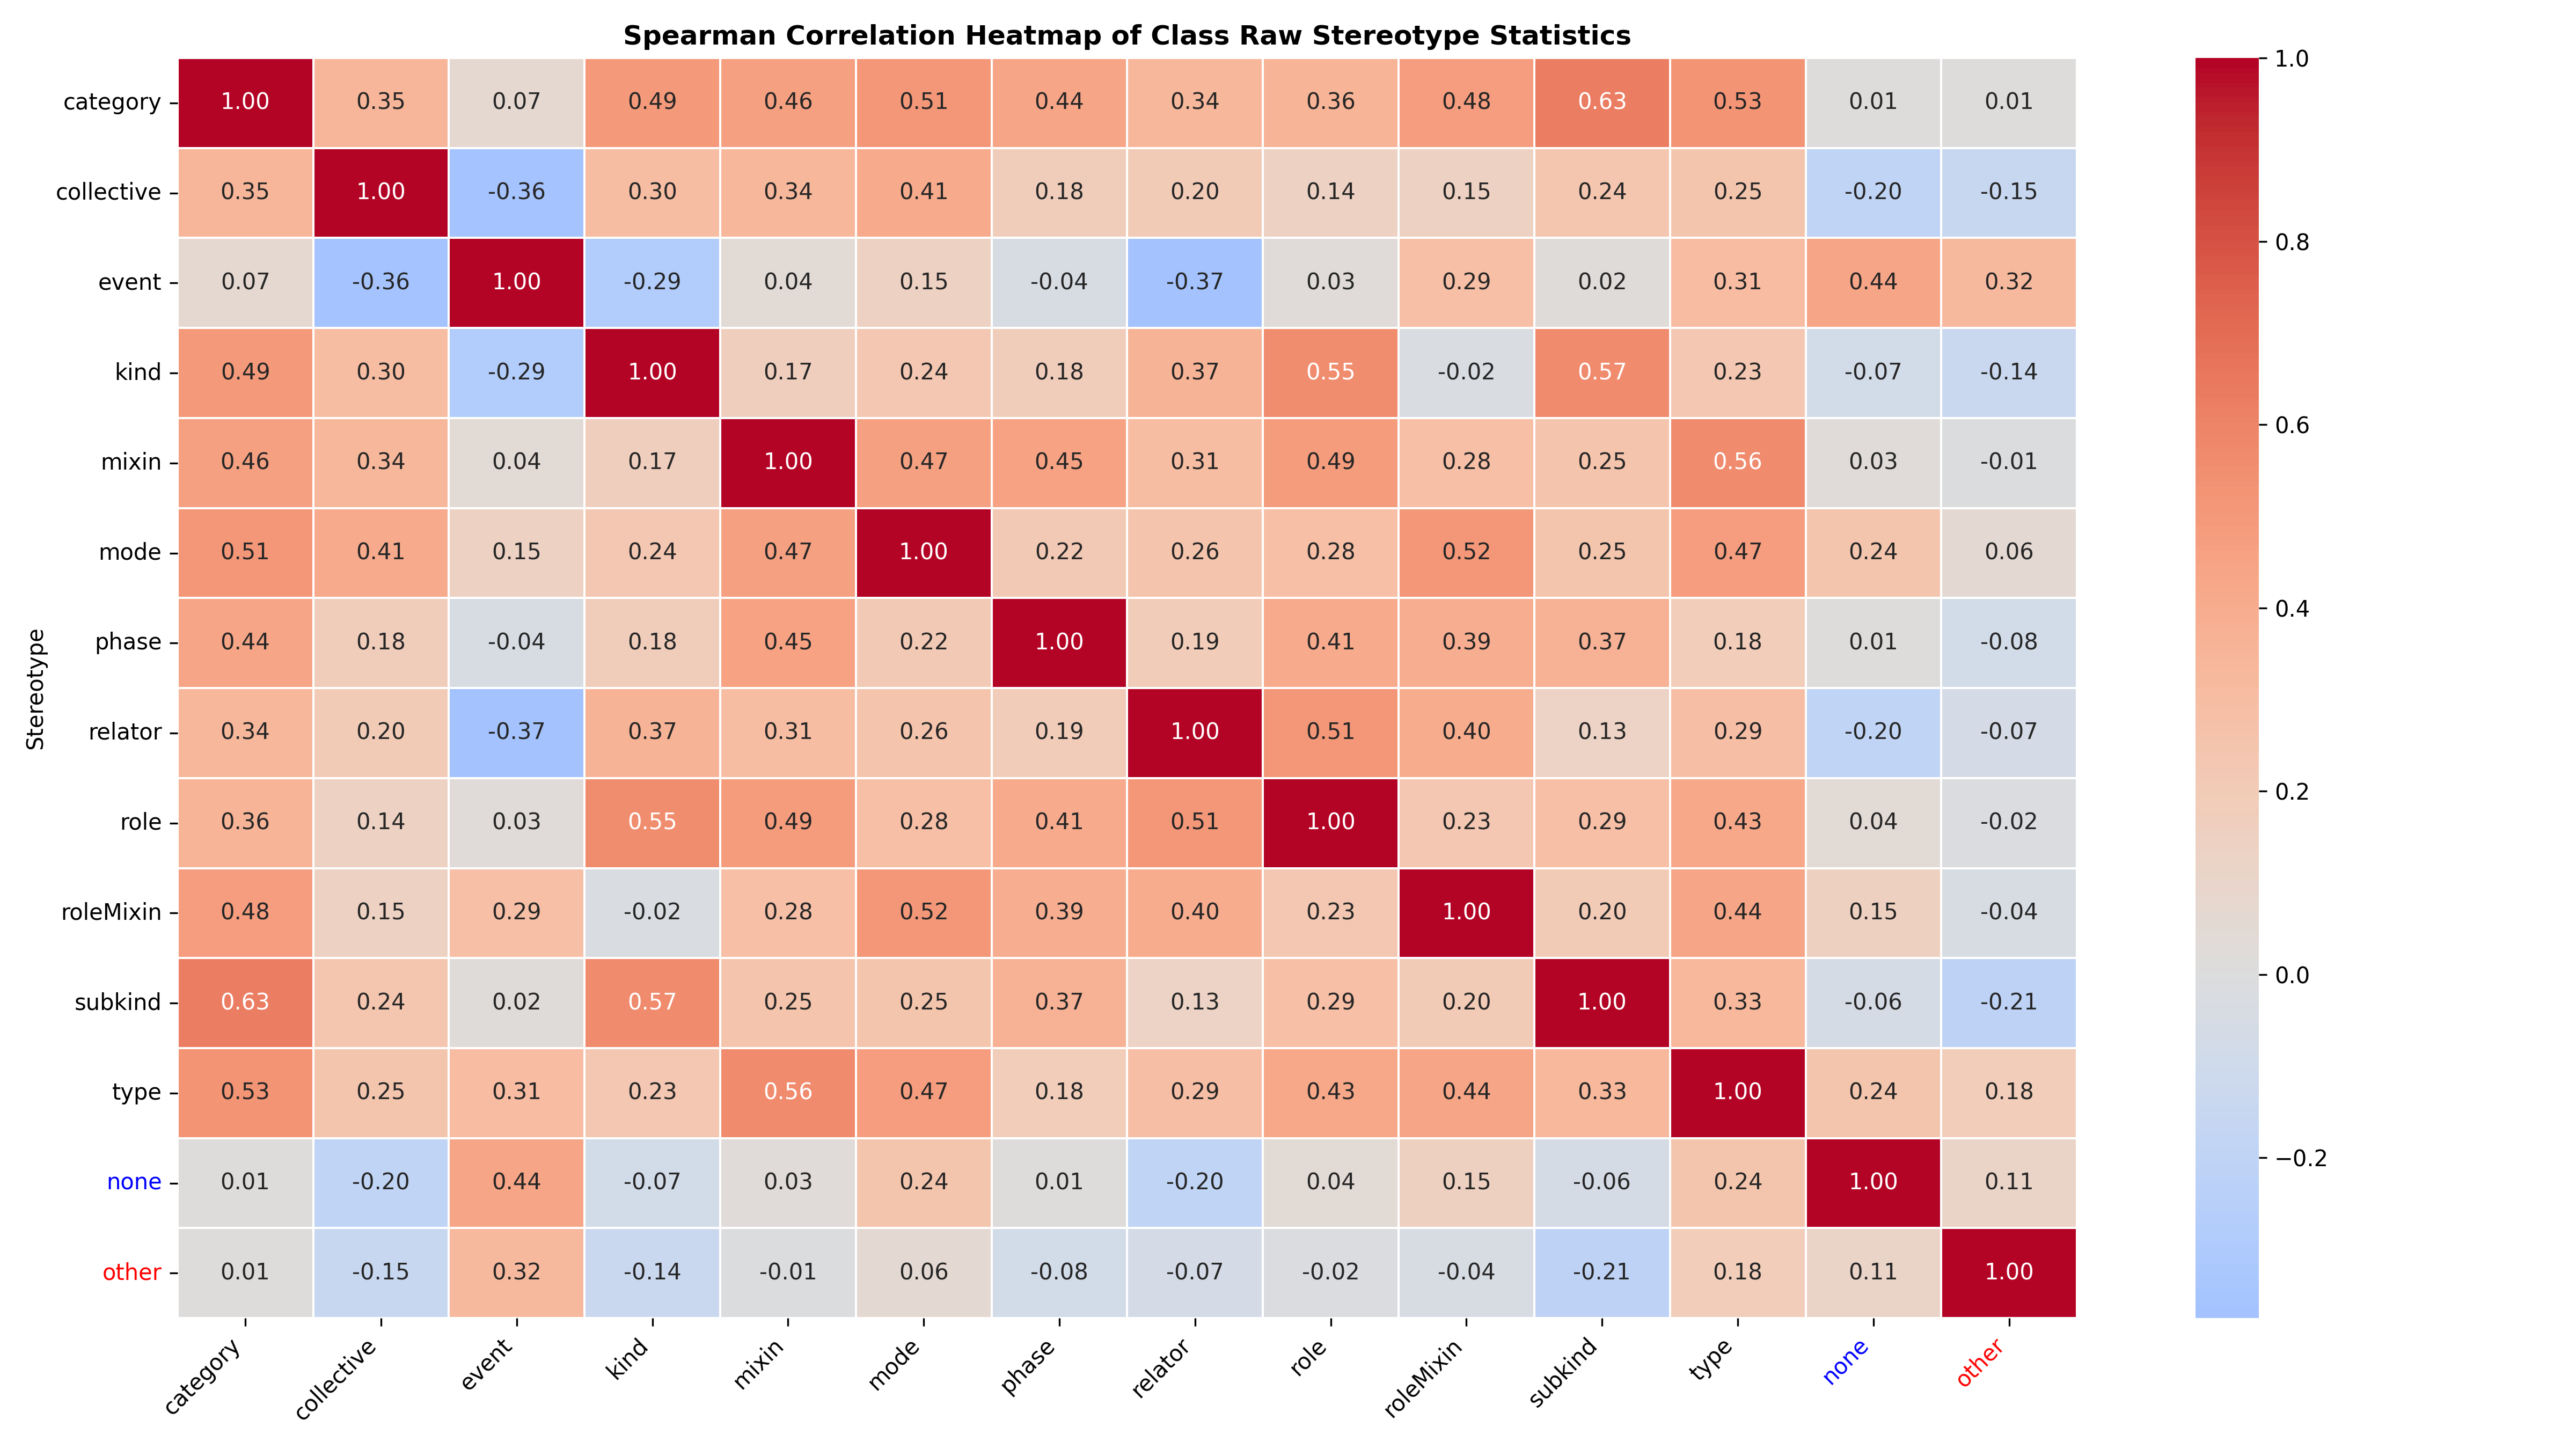 Spearman Correlation Heatmap of Class Raw Stereotype Statistics
category 1.00 0.35 0.07 0.49 0.46 0.51 0.44 0.34 0.36 0.48 0.63 0.53 0.01 0.01
collective 0.35 1.00 -0.36 0.30 0.34 0.41 0.18 0.20 0.14 0.15 0.24 0.25 -0.20 -0.15
event 0.07 -0.36 1.00 -0.29 0.04 0.15 -0.04 -0.37 0.03 0.29 0.02 0.31 0.44 0.32
kind 0.49 0.30 -0.29 1.00 0.17 0.24 0.18 0.37 0.55 -0.02 0.57 0.23 -0.07 -0.14
mixin 0.46 0.34 0.04 0.17 1.00 0.47 0.45 0.31 0.49 0.28 0.25 0.56 0.03 -0.01
mode 0.51 0.41 0.15 0.24 0.47 1.00 0.22 0.26 0.28 0.52 0.25 0.47 0.24 0.06
phase 0.44 0.18 -0.04 0.18 0.45 0.22 1.00 0.19 0.41 0.39 0.37 0.18 0.01 -0.08
relator 0.34 0.20 -0.37 0.37 0.31 0.26 0.19 1.00 0.51 0.40 0.13 0.29 -0.20 -0.07
role 0.36 0.14 0.03 0.55 0.49 0.28 0.41 0.51 1.00 0.23 0.29 0.43 0.04 -0.02
roleMixin 0.48 0.15 0.29 -0.02 0.28 0.52 0.39 0.40 0.23 1.00 0.20 0.44 0.15 -0.04
subkind 0.63 0.24 0.02 0.57 0.25 0.25 0.37 0.13 0.29 0.20 1.00 0.33 -0.06 -0.21
type 0.53 0.25 0.31 0.23 0.56 0.47 0.18 0.29 0.43 0.44 0.33 1.00 0.24 0.18
none 0.01 -0.20 0.44 -0.07 0.03 0.24 0.01 -0.20 0.04 0.15 -0.06 0.24 1.00 0.11
other 0.01 -0.15 0.32 -0.14 -0.01 0.06 -0.08 -0.07 -0.02 -0.04 -0.21 0.18 0.11 1.00
category collective event kind mixin mode phase relator role roleMixin subkind type none other
Stereotype
1.0
0.8
0.6
0.4
0.2
0.0
−0.2